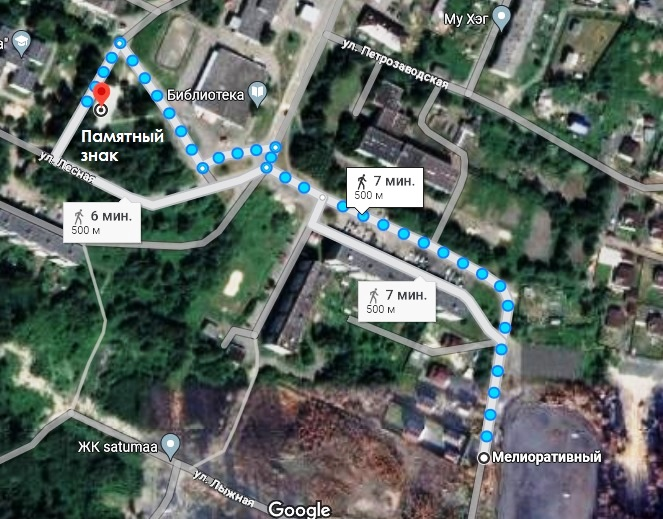 Му Хэг
ул. Петрозаводская
"
Библиотека
Памятный
знак
ул. Лесная
7 мин.
500 м
6 мин.
500 м
7 мин.
500 м
ЖК satumaa
Мелиоративный
ул. Лыжная
Google